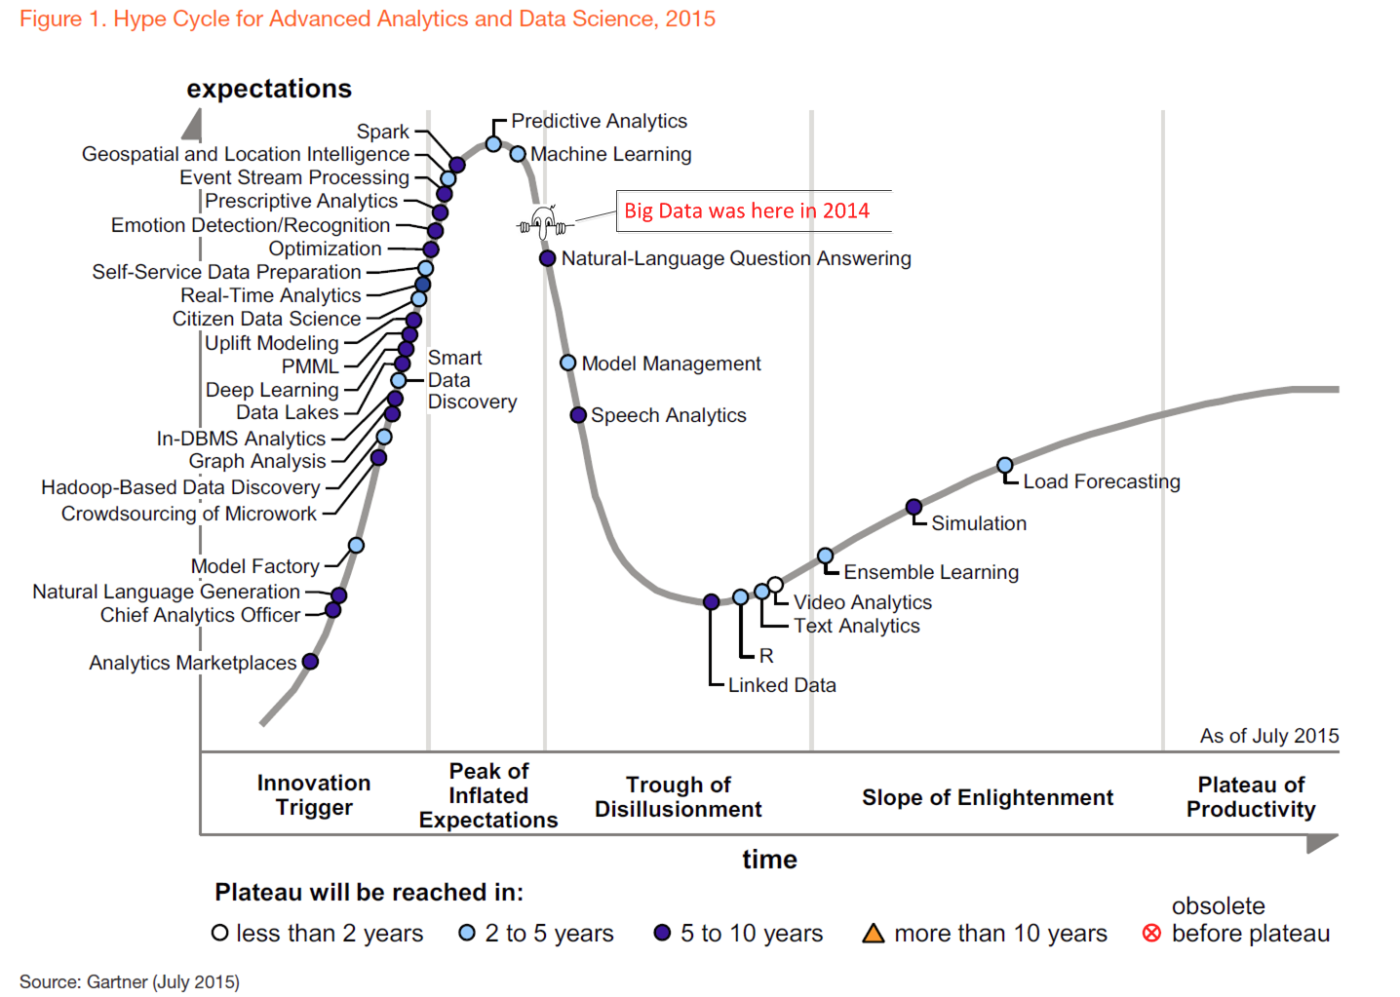 Figure 1. Hype Cycle for Advanced Analytics and Data Science, 2015
expectations
Predictive Analytics
Spark
Machine Learning
Geospatial and Location Intelligence
Event Stream Processing
Prescriptive Analytics
Big Data was here in 2014
Emotion Detection/Recognition
Optimization
Natural-Language Question Answering
Self-Service Data Preparation
Real-Time Analytics
Citizen Data Science
Uplift Modeling
PMML
Deep Learning
Data Lakes
Smart
Data
Discovery
Model Management
Speech Analytics
In-DBMS Analytics
Graph Analysis
Hadoop-Based Data Discovery
Crowdsourcing of Microwork
Load Forecasting
Simulation
Model Factory
Ensemble Learning
Natural Language Generation
Video Analytics
Chief Analytics Officer
Text Analytics
R
Analytics Marketplaces
Linked Data
As of July 2015
Innovation
Trigger
Peak of
Inflated
Expectations
Trough of
Disillusionment
Slope of Enlightenment
Plateau of
Productivity
time
Plateau will be reached in:
less than 2 years
2 to 5 years
5 to 10 years
more than 10 years
obsolete
before plateau
Source: Gartner (July 2015)